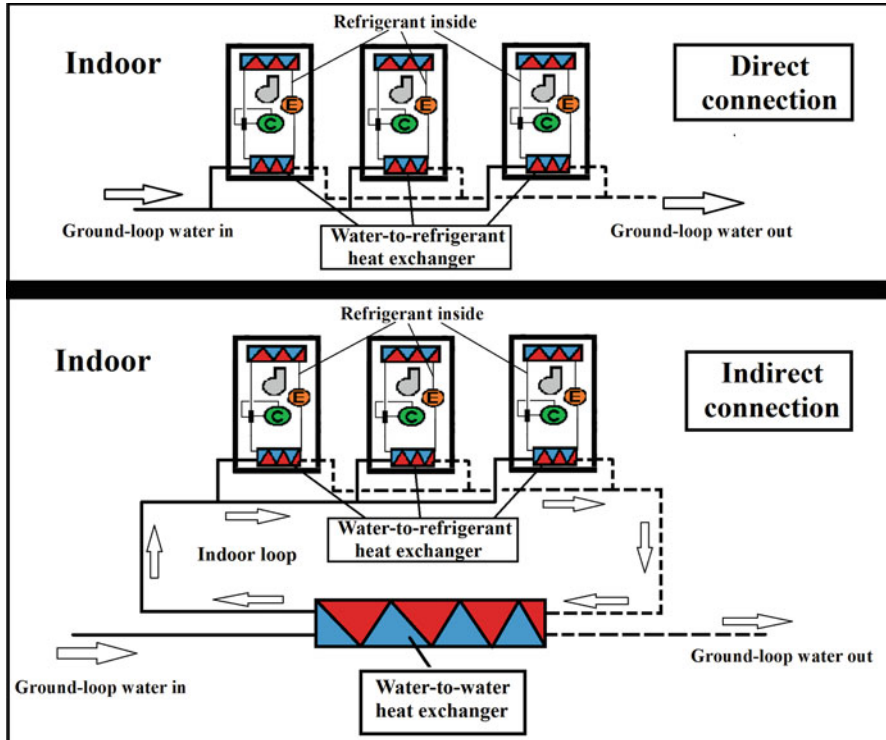 Refrigerant inside
Indoor
Direct
connection
E
E
E
C
C
C
Ground-loop water in
Water-to-refrigerant
heat exchanger
Ground-loop water out
Refrigerant inside
Indoor
Indirect
connection
E
E
E
C
C
C
Water-to-refrigerant
heat exchanger
Indoor loop
Ground-loop water out
Ground-loop water in
Water-to-water
heat exchanger